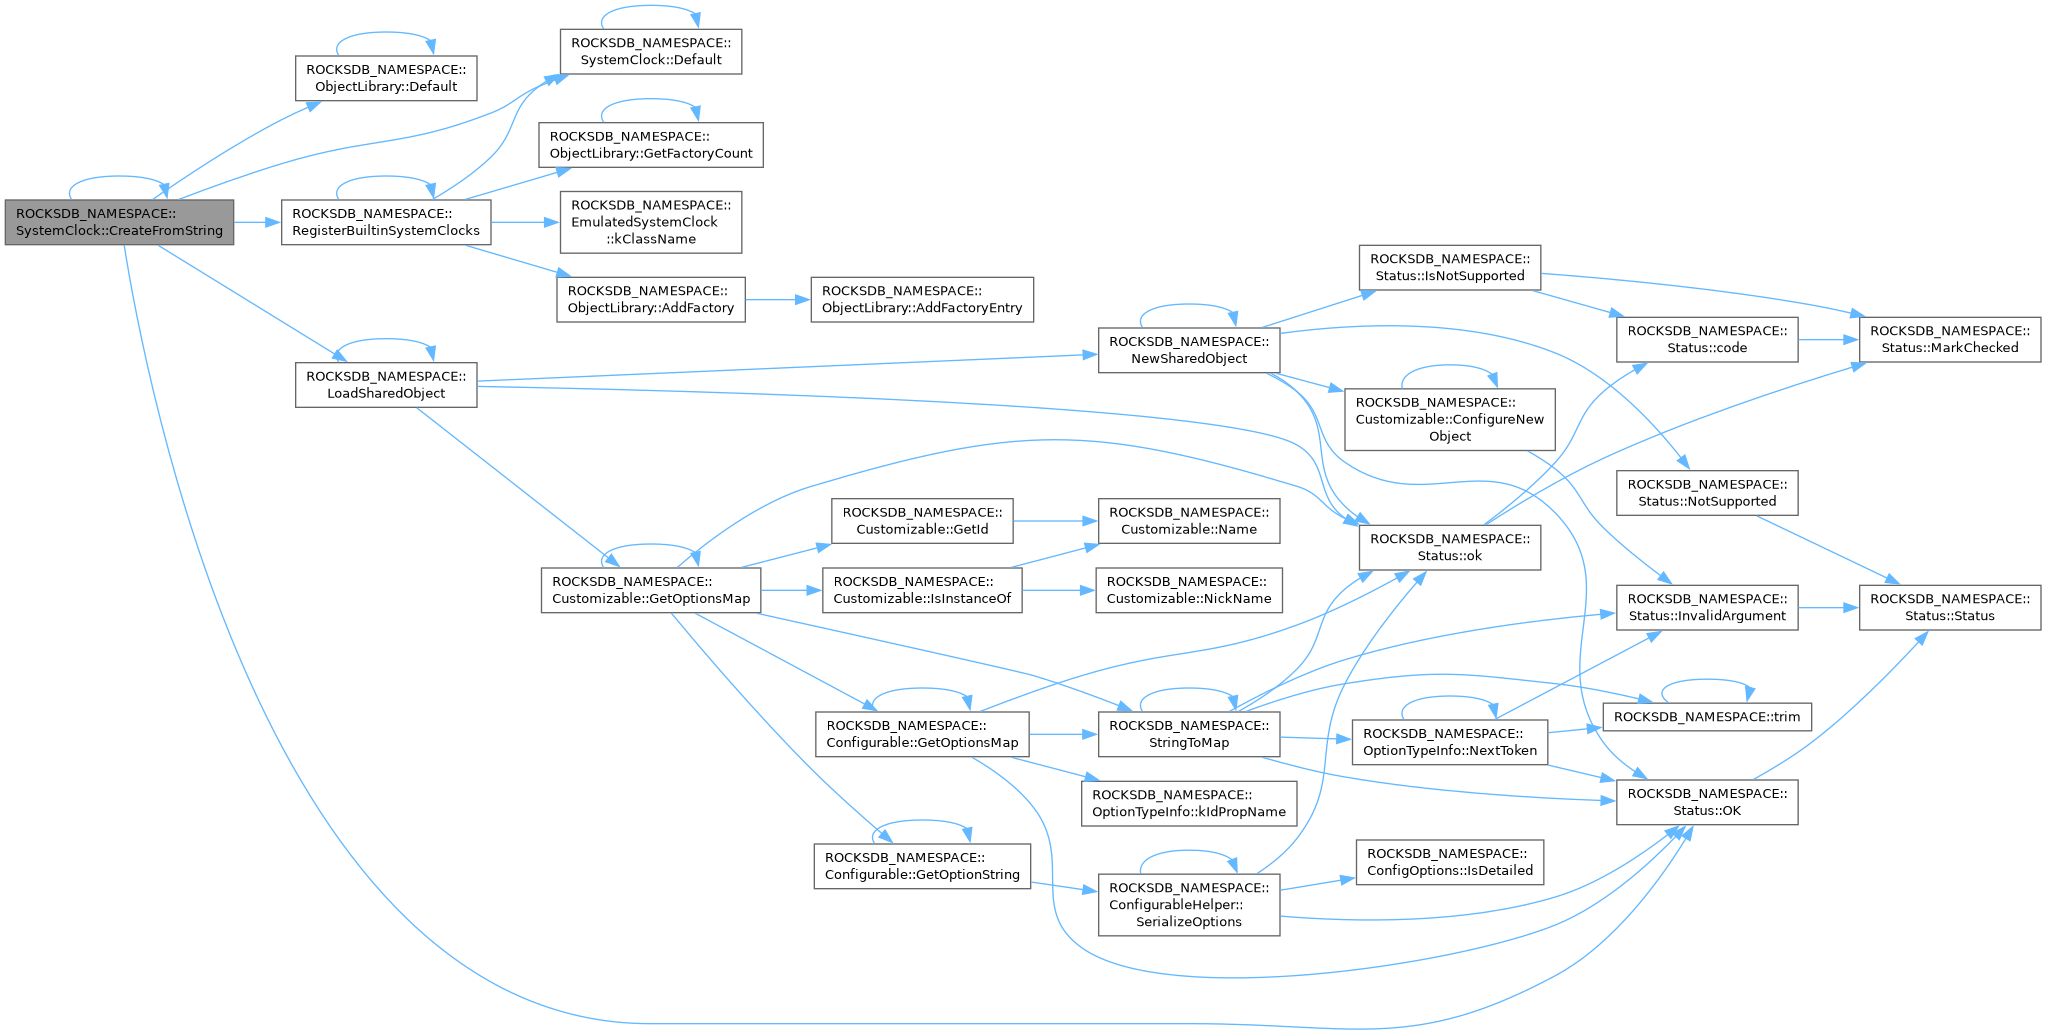 ROCKSDB_NAMESPACE::
SystemClock::CreateFromString
ROCKSDB_NAMESPACE::
ObjectLibrary::Default
ROCKSDB_NAMESPACE::
RegisterBuiltinSystemClocks
ROCKSDB_NAMESPACE::
LoadSharedObject
ROCKSDB_NAMESPACE::
SystemClock::Default
ROCKSDB_NAMESPACE::
ObjectLibrary::GetFactoryCount
ROCKSDB_NAMESPACE::
EmulatedSystemClock
::kClassName
ROCKSDB_NAMESPACE::
ObjectLibrary::AddFactory
ROCKSDB_NAMESPACE::
ObjectLibrary::AddFactoryEntry
ROCKSDB_NAMESPACE::
Customizable::GetOptionsMap
ROCKSDB_NAMESPACE::
Customizable::GetId
ROCKSDB_NAMESPACE::
Customizable::IsInstanceOf
ROCKSDB_NAMESPACE::
Configurable::GetOptionsMap
ROCKSDB_NAMESPACE::
Configurable::GetOptionString
ROCKSDB_NAMESPACE::
NewSharedObject
ROCKSDB_NAMESPACE::
Customizable::Name
ROCKSDB_NAMESPACE::
Customizable::NickName
ROCKSDB_NAMESPACE::
StringToMap
ROCKSDB_NAMESPACE::
OptionTypeInfo::kIdPropName
ROCKSDB_NAMESPACE::
ConfigurableHelper::
SerializeOptions
ROCKSDB_NAMESPACE::
Status::IsNotSupported
ROCKSDB_NAMESPACE::
Customizable::ConfigureNew
Object
ROCKSDB_NAMESPACE::
Status::ok
ROCKSDB_NAMESPACE::
OptionTypeInfo::NextToken
ROCKSDB_NAMESPACE::
ConfigOptions::IsDetailed
ROCKSDB_NAMESPACE::
Status::code
ROCKSDB_NAMESPACE::
Status::NotSupported
ROCKSDB_NAMESPACE::
Status::InvalidArgument
ROCKSDB_NAMESPACE::trim
ROCKSDB_NAMESPACE::
Status::OK
ROCKSDB_NAMESPACE::
Status::MarkChecked
ROCKSDB_NAMESPACE::
Status::Status